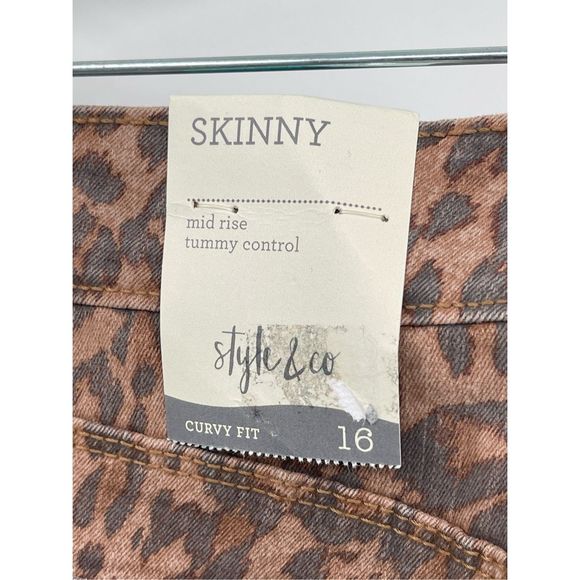 SKINNY
mid rise
tummy control
style & co
CURVY FIT 16